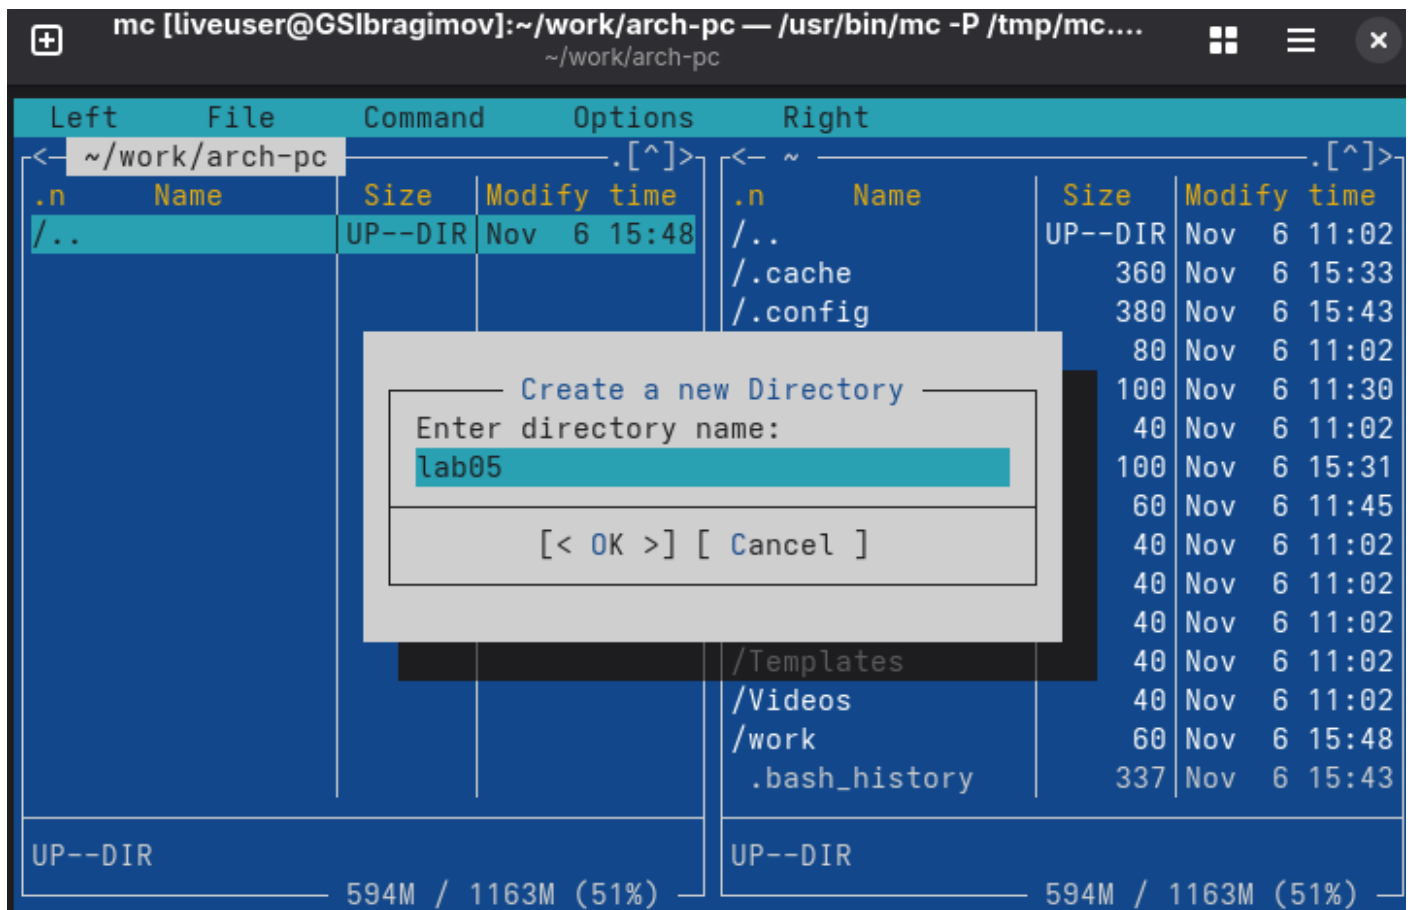 mc [liveuser@GSIbragimov]:~/work/arch-pc — /usr/bin/mc -P /tmp/mc....
~/work/arch-pc
Left File Command Options Right
<─ ~/work/arch-pc ─.[^]> <─ ~ ─.[^]>
.n Name Size Modify time .n Name Size Modify time
/.. UP--DIR Nov 6 15:48 /.. UP--DIR Nov 6 11:02
/.cache 360 Nov 6 15:33
/.config 380 Nov 6 15:43
80 Nov 6 11:02
Create a new Directory 100 Nov 6 11:30
Enter directory name: 40 Nov 6 11:02
lab05 100 Nov 6 15:31
60 Nov 6 11:45
[< OK >] [ Cancel ] 40 Nov 6 11:02
40 Nov 6 11:02
40 Nov 6 11:02
/Templates 40 Nov 6 11:02
/Videos 40 Nov 6 11:02
/work 60 Nov 6 15:48
.bash_history 337 Nov 6 15:43
UP--DIR UP--DIR
594M / 1163M (51%) 594M / 1163M (51%)